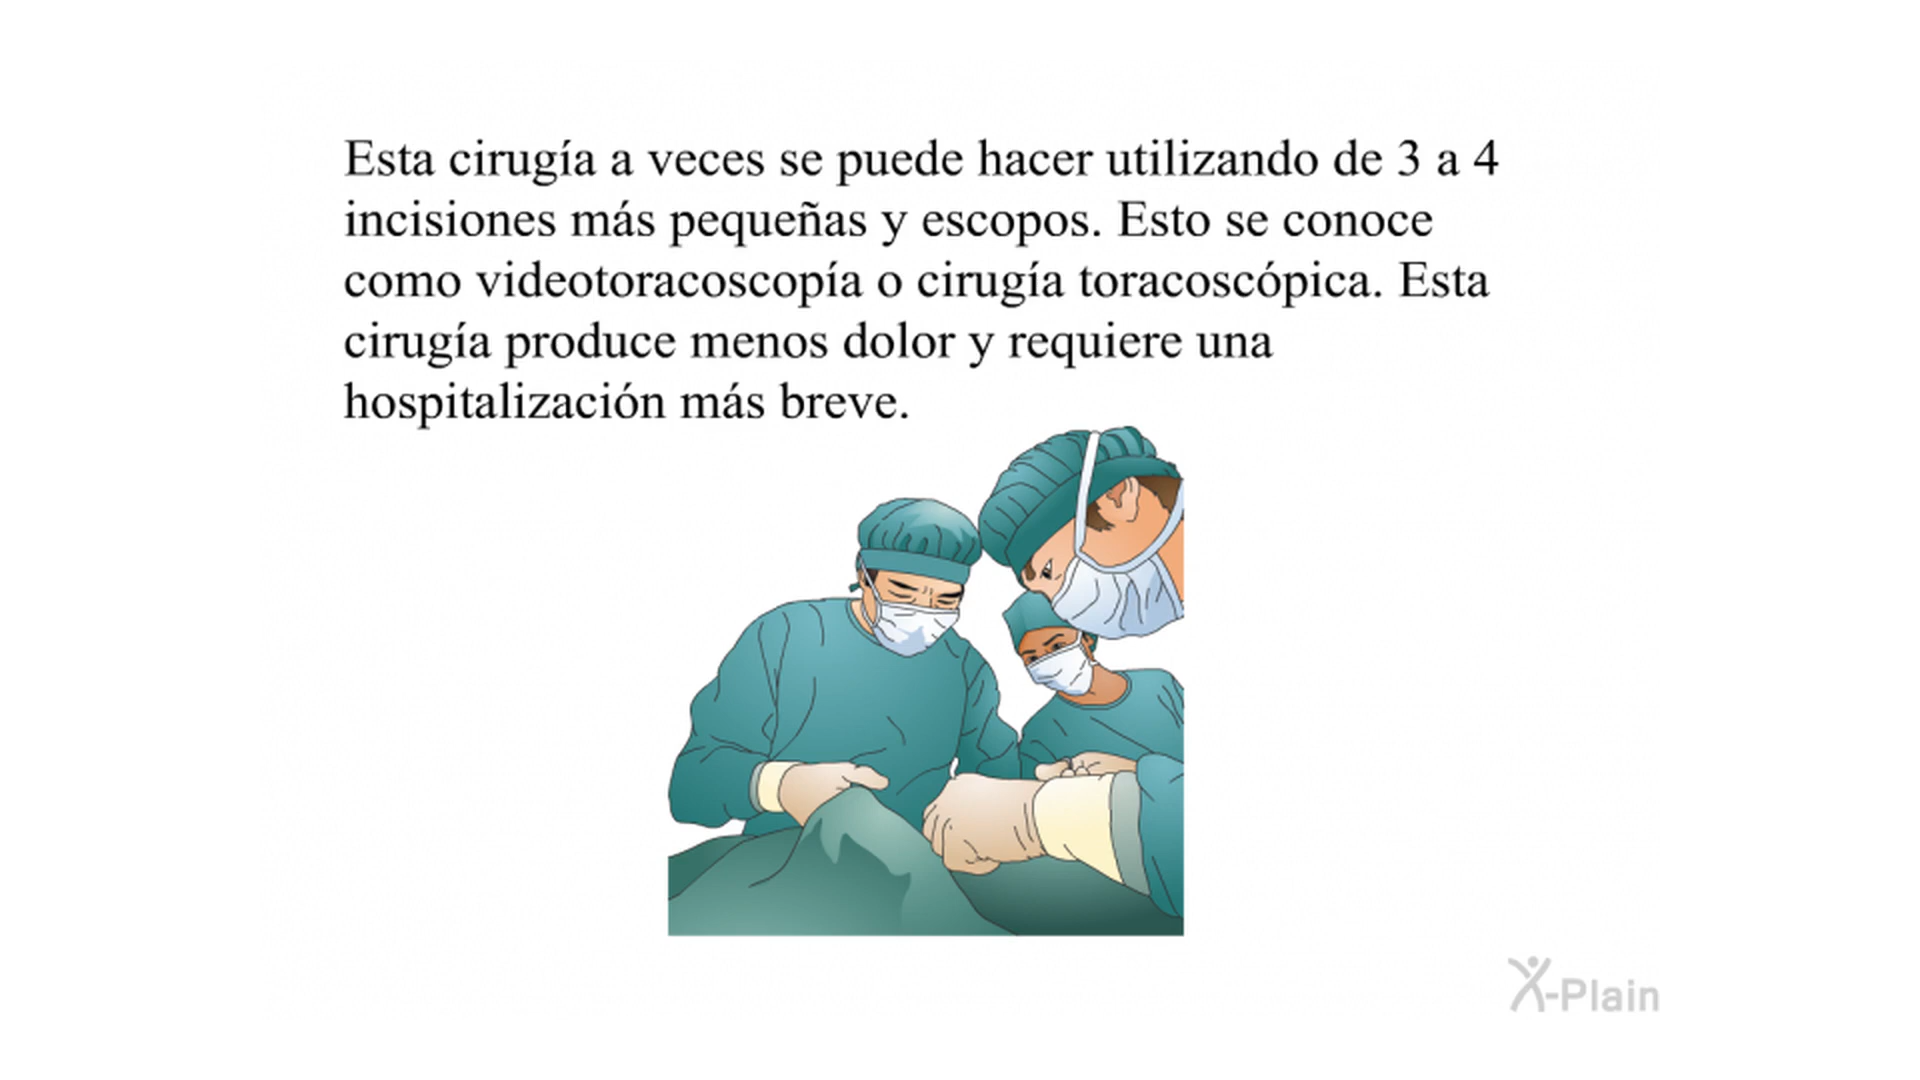 Esta cirugía a veces se puede hacer utilizando de 3 a 4
incisiones más pequeñas y escopos. Esto se conoce
como videotoracoscopía o cirugía toracoscópica. Esta
cirugía produce menos dolor y requiere una
hospitalización más breve.
X-Plain